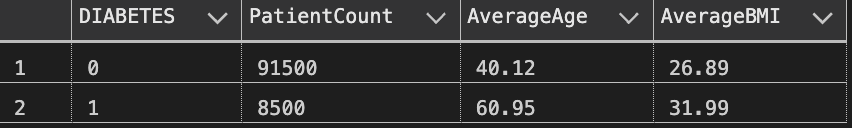 DIABETES PatientCount AverageAge AverageBMI
1 0 91500 40.12 26.89
2 1 8500 60.95 31.99